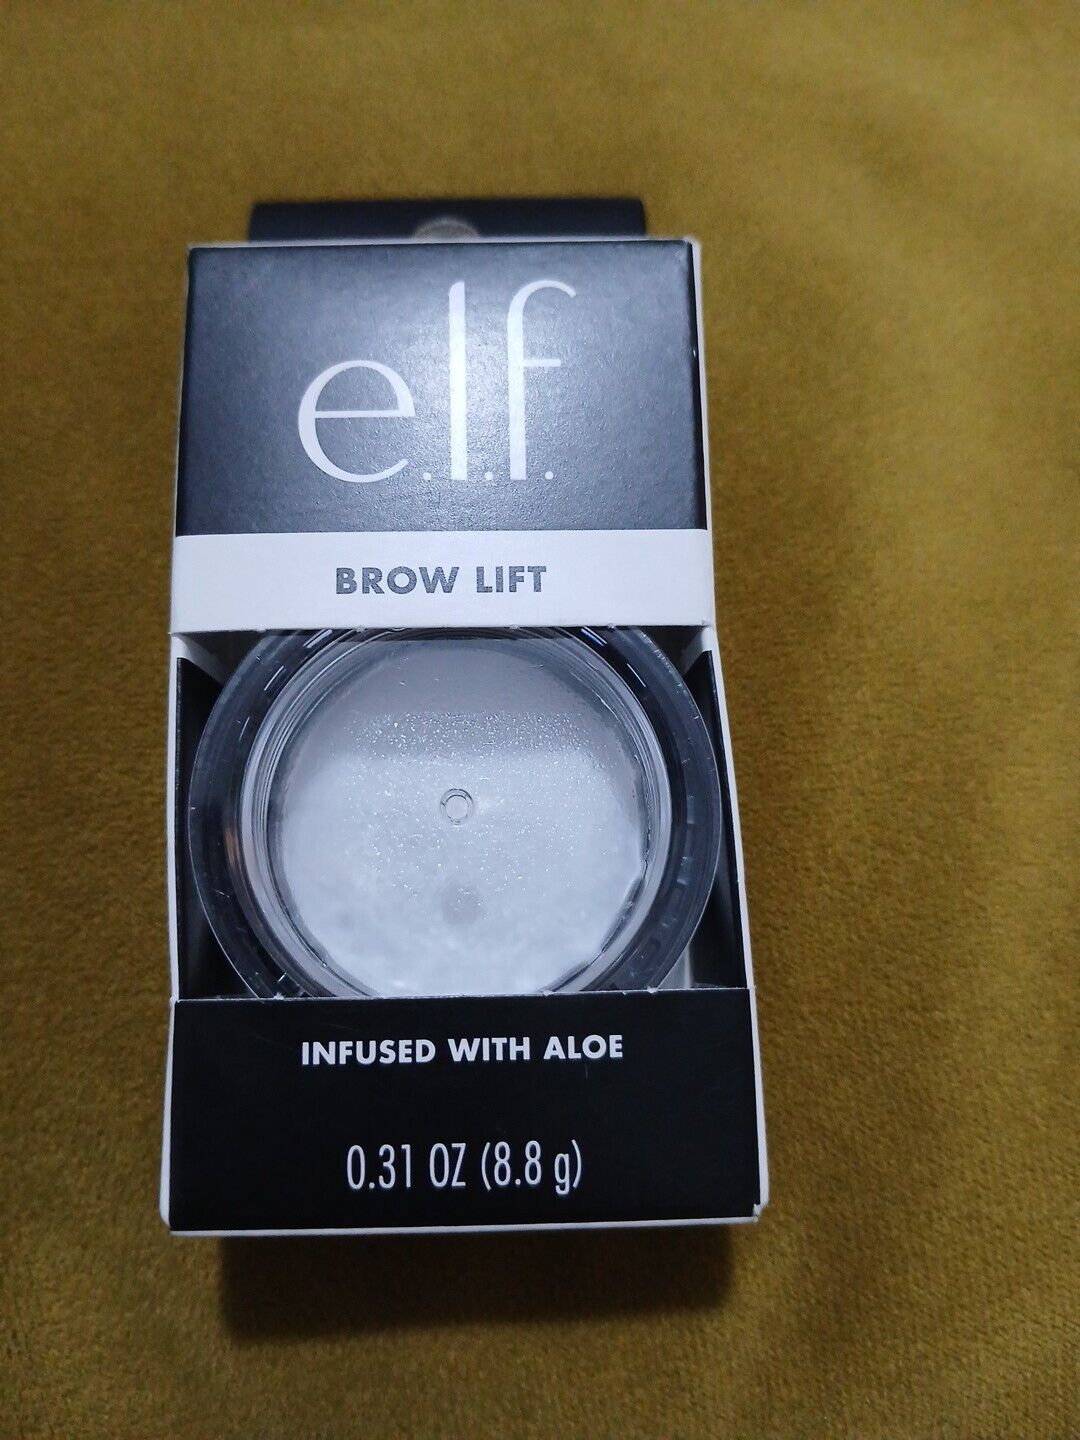 e.l.f.
BROW LIFT
INFUSED WITH ALOE
0.31 OZ (8.8 g)